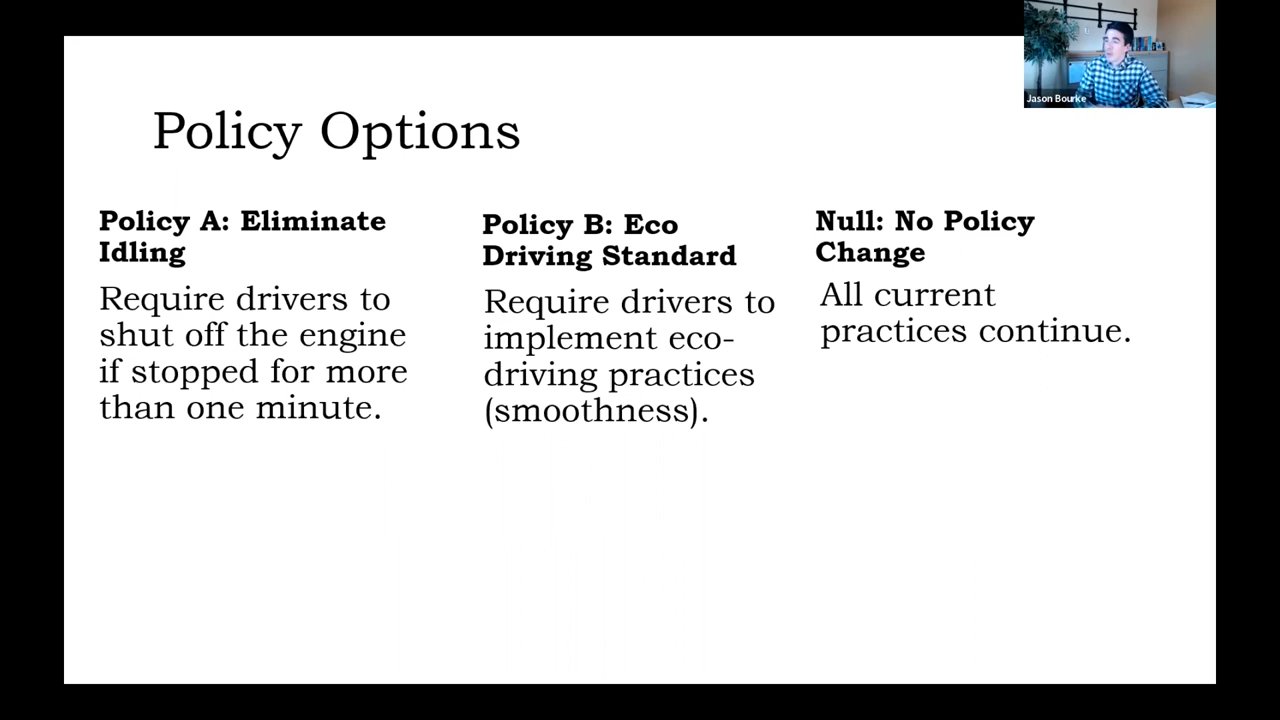 Jason Bourke
Policy Options
Policy A: Eliminate
Idling
Require drivers to
shut off the engine
if stopped for more
than one minute.
Policy B: Eco
Driving Standard
Require drivers to
implement eco-
driving practices
(smoothness).
Null: No Policy
Change
All current
practices continue.